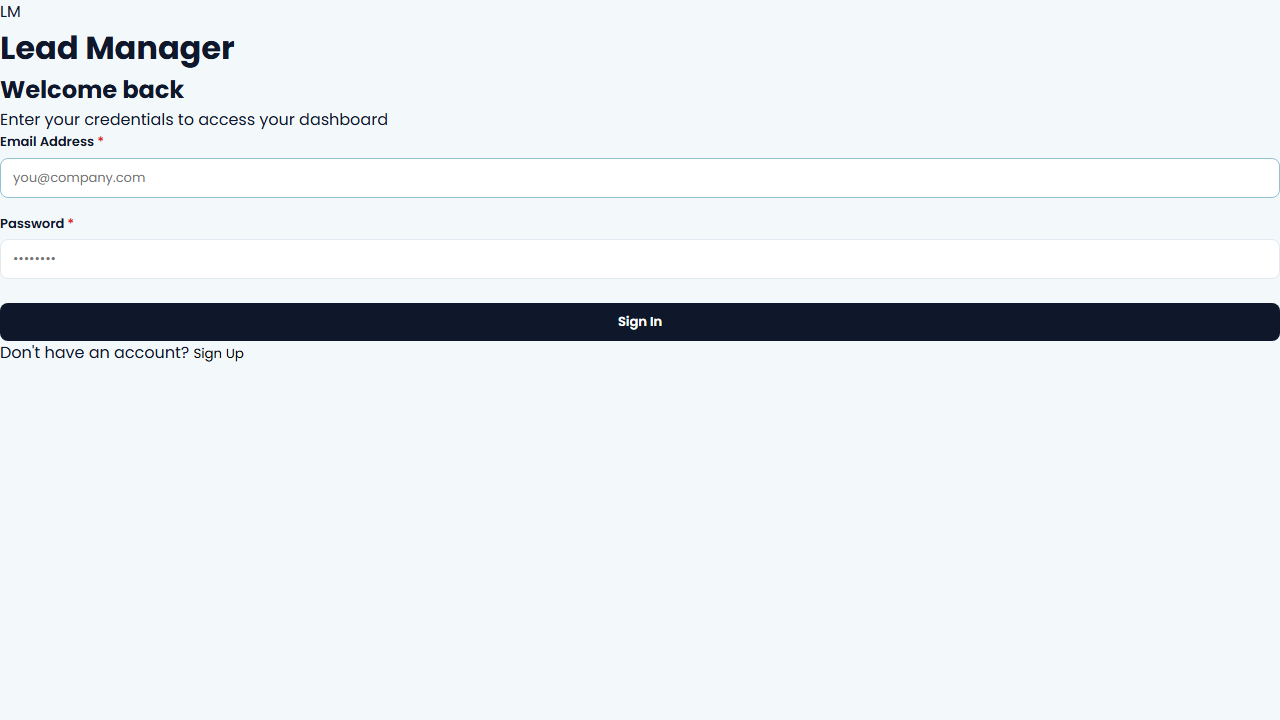 LM
Lead Manager
Welcome back
Enter your credentials to access your dashboard
Email Address *
you@company.com
Password *
••••••••
Sign In
Don't have an account? Sign Up